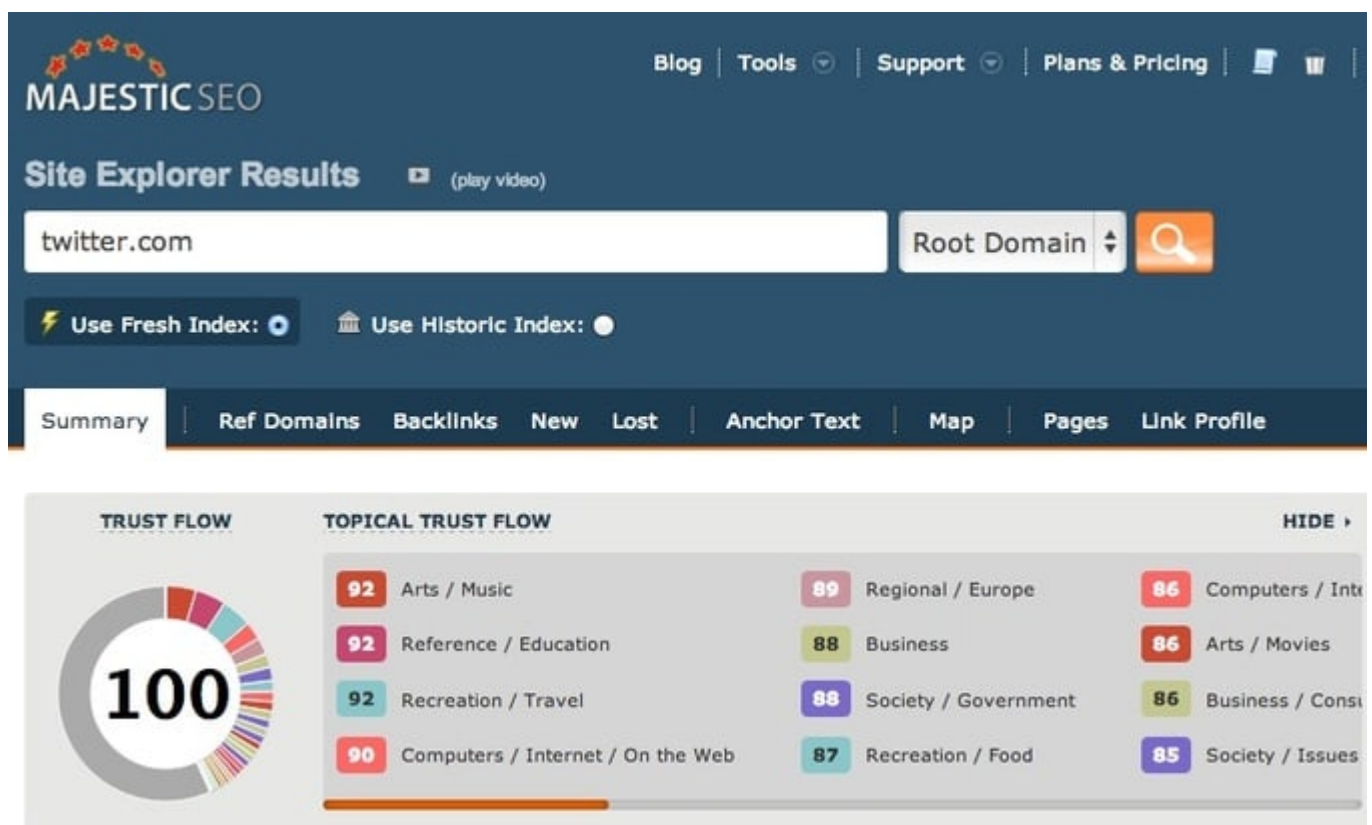 Blog Tools Support Plans & Pricing
MAJESTIC SEO
Site Explorer Results (play video)
twitter.com Root Domain
Use Fresh Index: Use Historic Index:
Summary Ref Domains Backlinks New Lost Anchor Text Map Pages Link Profile
TRUST FLOW TOPICAL TRUST FLOW HIDE
92 Arts / Music 89 Regional / Europe 86 Computers / Inte
92 Reference / Education 88 Business 86 Arts / Movies
100
92 Recreation / Travel 88 Society / Government 86 Business / Consu
90 Computers / Internet / On the Web 87 Recreation / Food 85 Society / Issues